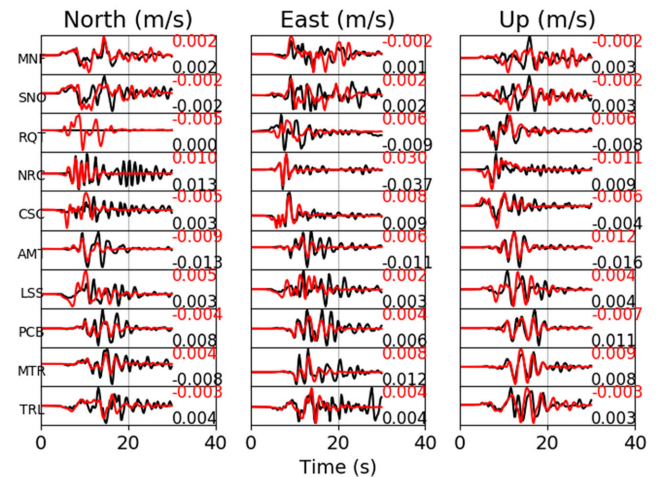 North (m/s) East (m/s) Up (m/s)
MNF 0.002 0.002 -0.002 0.001 -0.002 0.003
SNO -0.002 -0.002 0.002 0.002 0.002 0.003
RQT -0.005 0.000 0.006 -0.009 0.006 -0.008
NRC 0.010 0.013 0.030 -0.037 -0.011 0.009
CSC -0.005 0.003 0.008 0.009 -0.006 -0.004
AMT -0.009 -0.013 0.006 -0.011 0.012 -0.016
LSS 0.005 0.003 0.002 0.003 0.004 0.004
PCB -0.004 0.008 0.004 0.006 -0.007 0.011
MTR 0.004 -0.008 0.008 0.012 0.009 0.008
TRL -0.003 0.004 0.004 0.004 -0.003 0.003
0 20 40 0 20 40 0 20 40
Time (s)